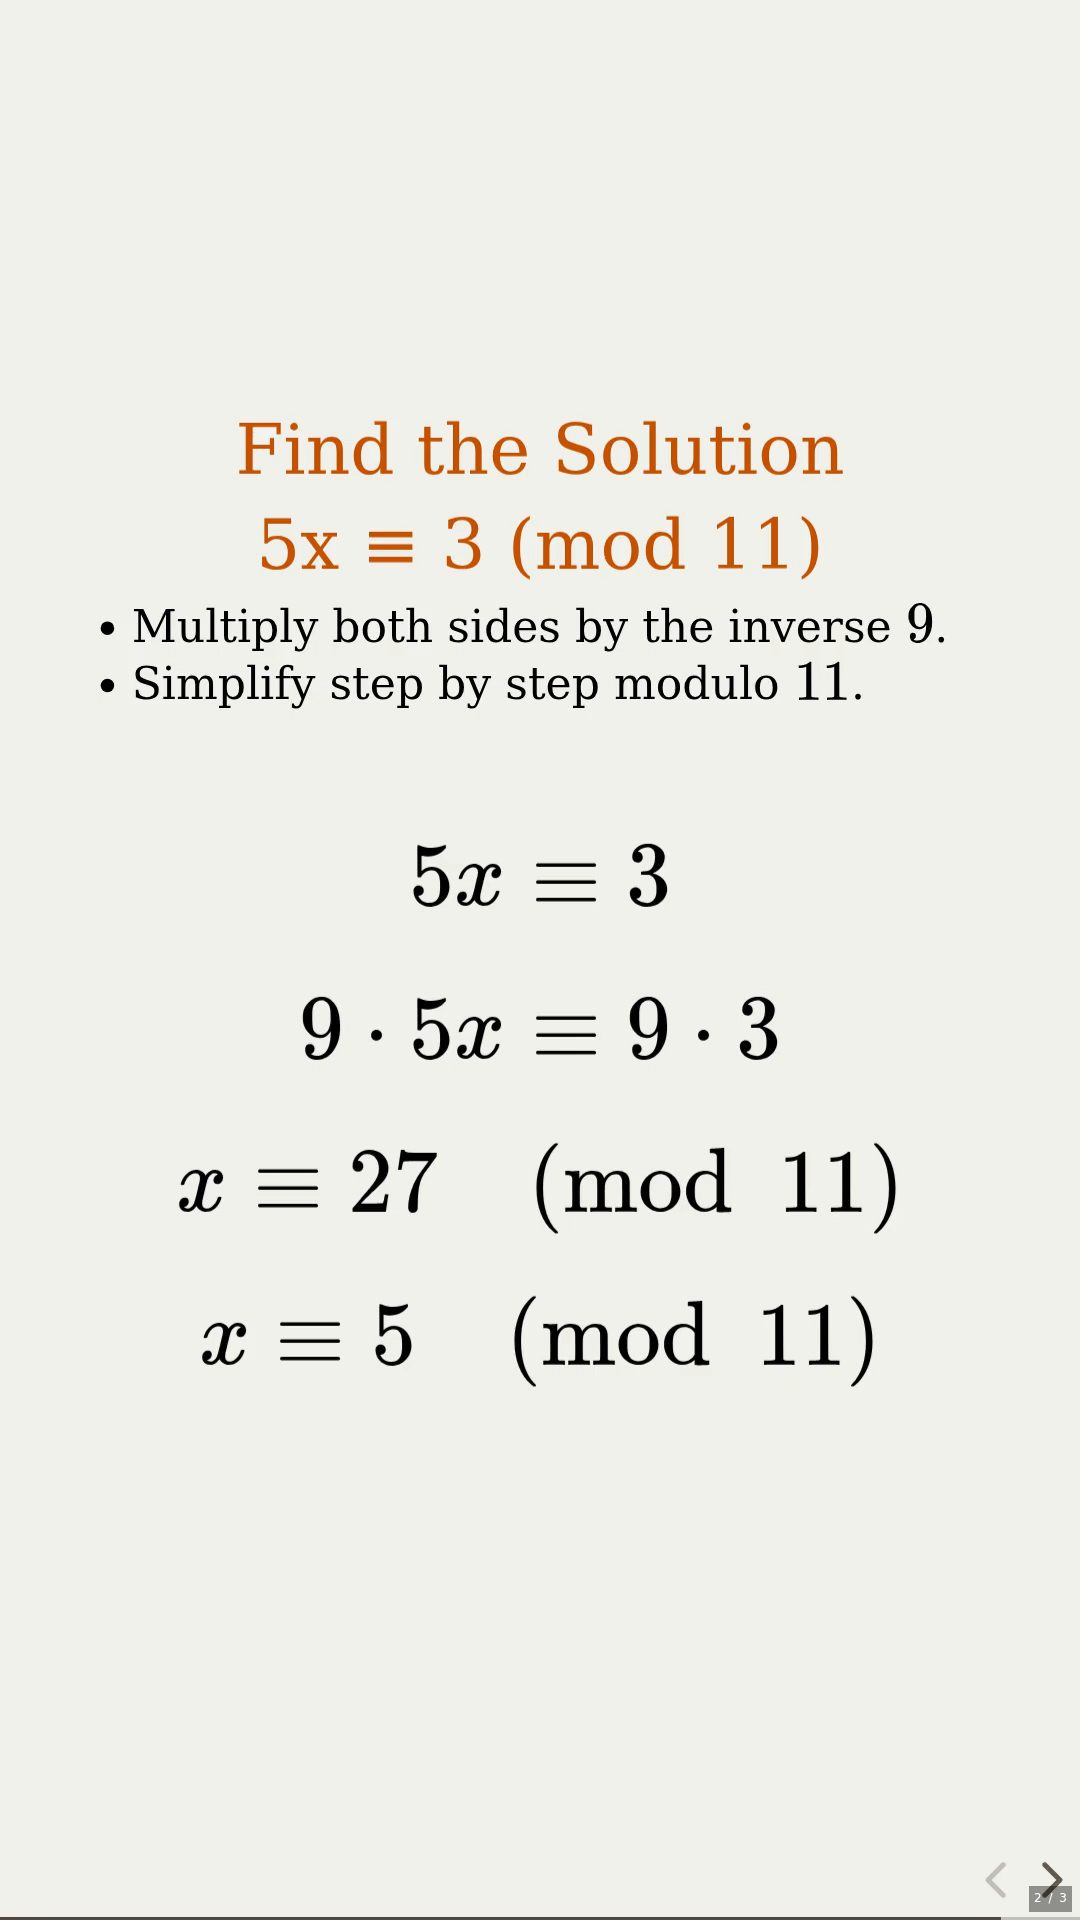 Find the Solution
5x ≡ 3 (mod 11)
• Multiply both sides by the inverse 9.
• Simplify step by step modulo 11.
5x ≡ 3
9 · 5x ≡ 9 · 3
x ≡ 27 (mod 11)
x ≡ 5 (mod 11)
2 / 3